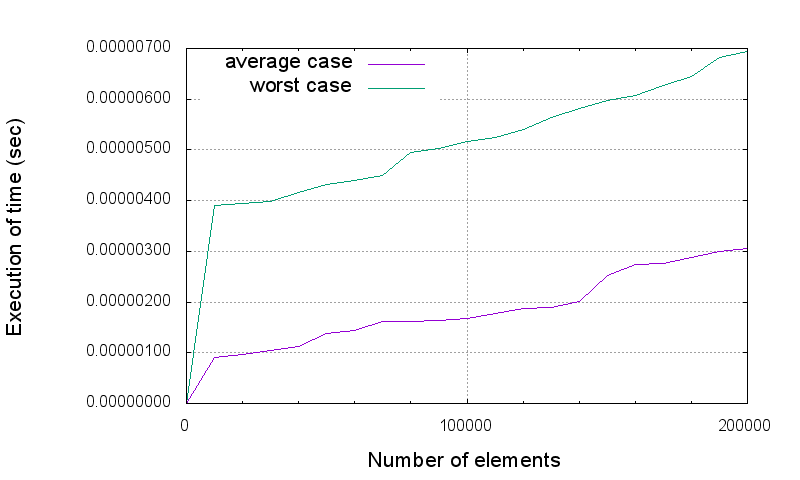 0.00000700
0.00000600
0.00000500
0.00000400
0.00000300
0.00000200
0.00000100
0.00000000
Execution of time (sec)
average case
worst case
0 100000 200000
Number of elements